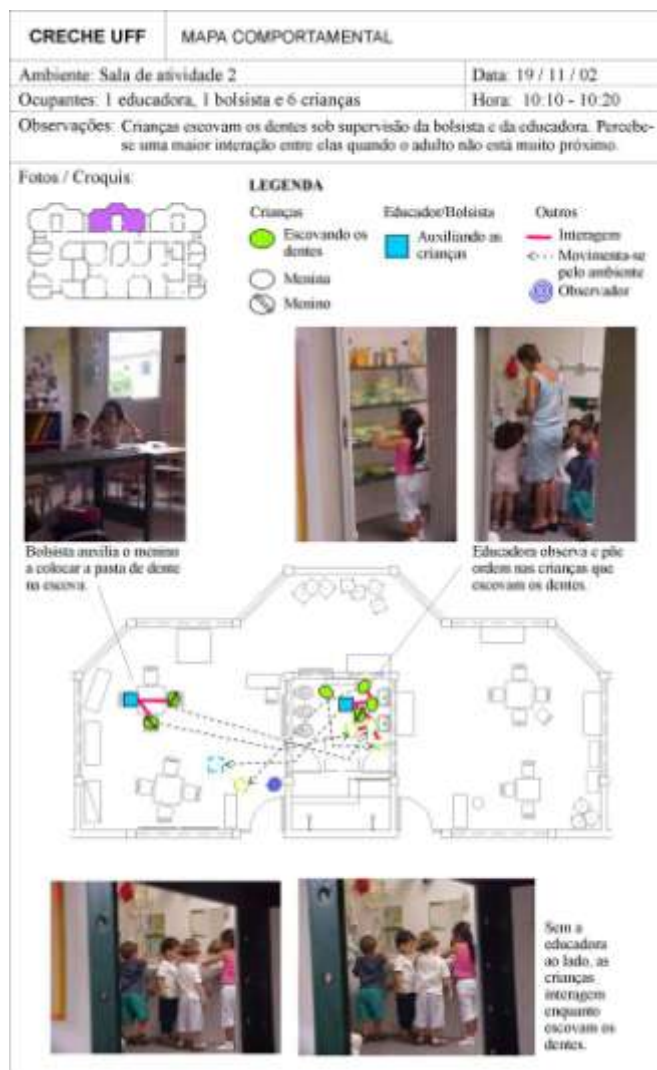 CRECHE UFF
MAPA COMPORTAMENTAL
Ambiente: Sala de atividade 2
Data: 19 / 11 / 02
Ocupantes: 1 educadora, 1 bolsista e 6 crianças
Hora: 10:10 - 10:20
Observações: Crianças escovam os dentes sob supervisão da bolsista e da educadora. Percebe-
se uma maior interação entre elas quando o adulto não está muito próximo.
Fotos / Croquis:
LEGENDA
Crianças
Escovando os
dentes
Menina
Menino
Educador/Bolsista
Auxiliando as
crianças
Outros
Interagem
Movimenta-se
pelo ambiente
Observador
Bolsista auxilia o menino
a colocar a pasta de dente
na escova.
Educadora observa e põe
ordem nas crianças que
escovam os dentes.
Sem a
educadora
ao lado, as
crianças
interagem
enquanto
escovam os
dentes.